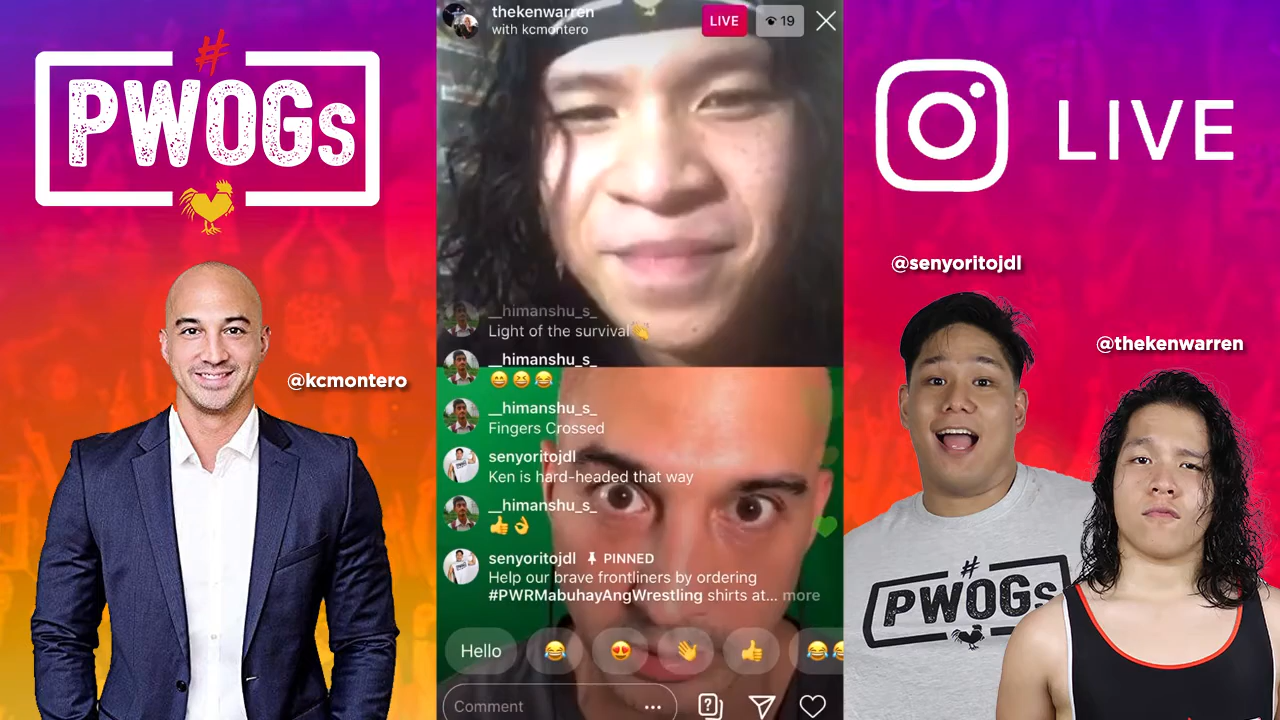 #
PWOGs
@kcmontero
thekenwarren
with kcmontero
LIVE
19
__himanshu_s_
Light of the survival👏
__himanshu_s_
😄😆😂
__himanshu_s_
Fingers Crossed
senyoritojdl
Ken is hard-headed that way
__himanshu_s_
👍👌
senyoritojdl PINNED
Help our brave frontliners by ordering
#PWRMabuhayAngWrestling shirts at... more
Hello 😂 😍 👏 👍 😂
Comment
LIVE
@senyoritojdl
@thekenwarren
#
PWOGs